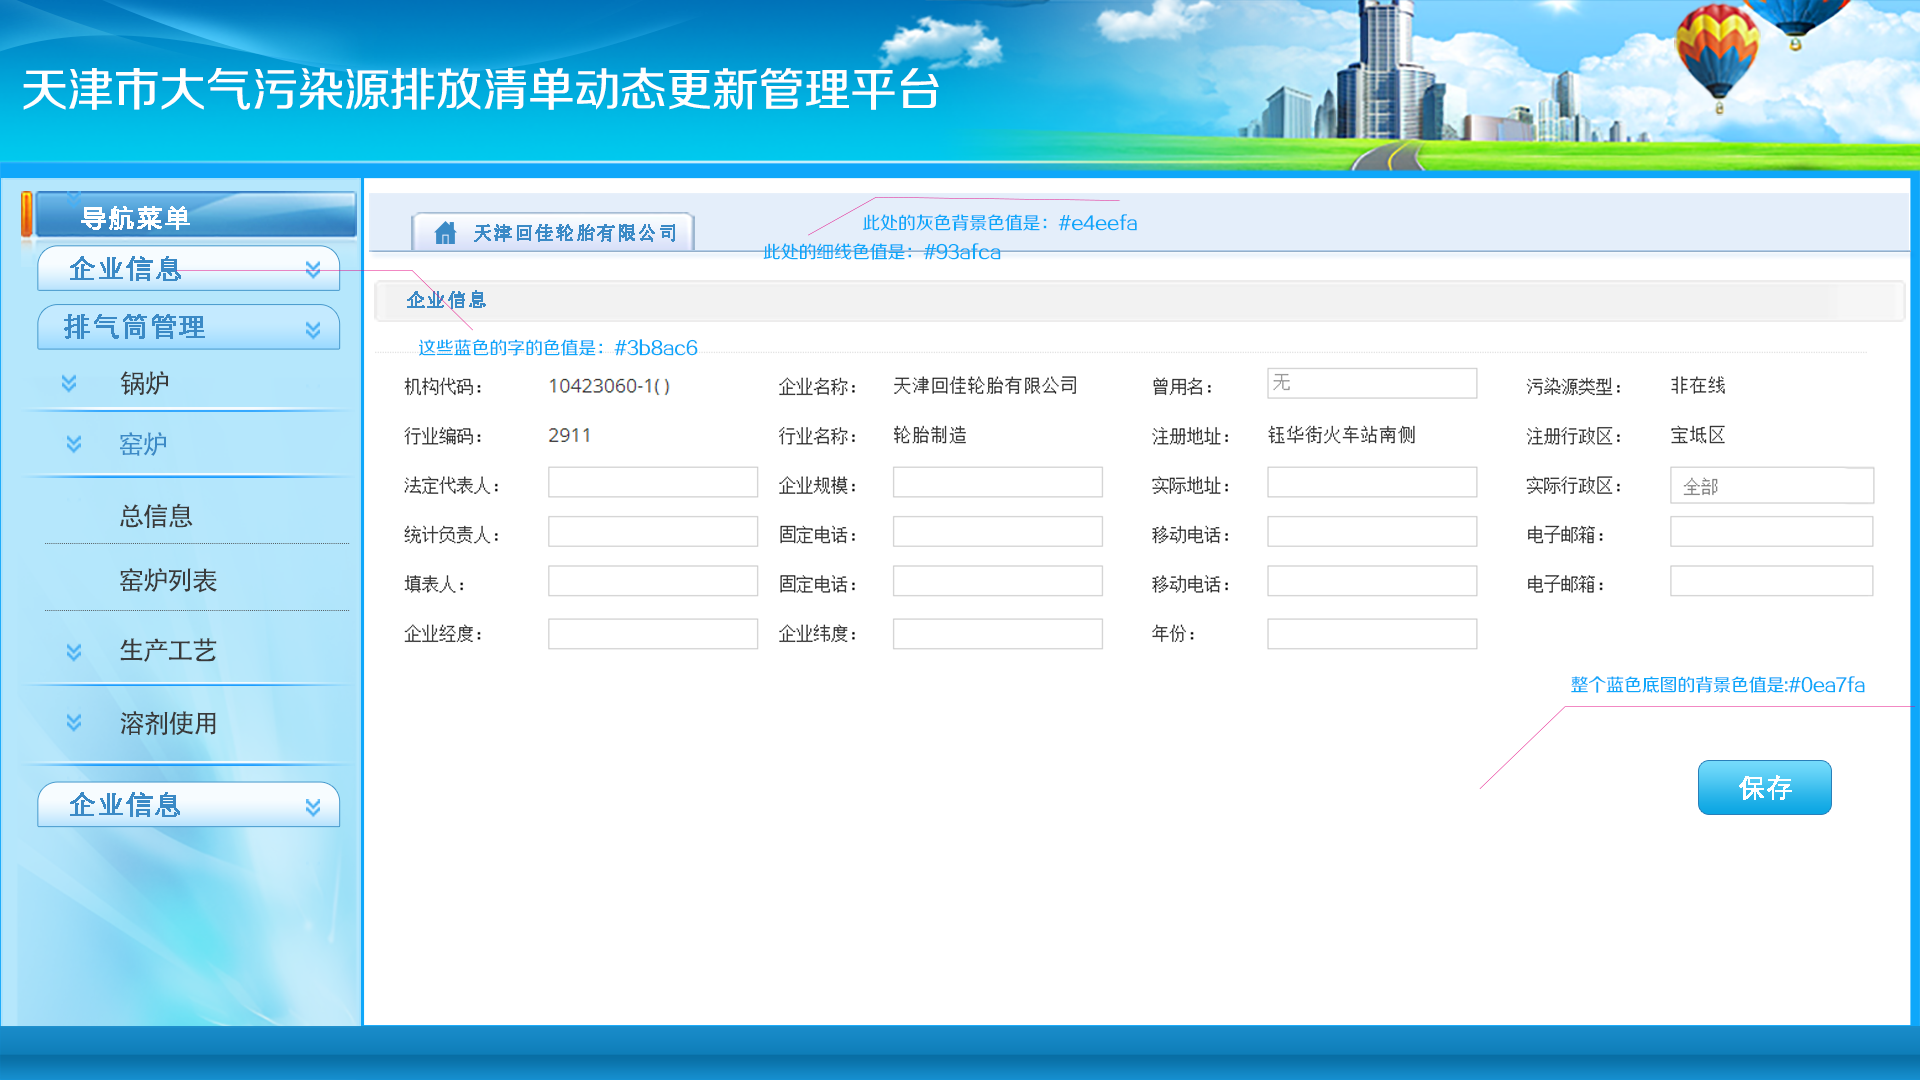 天津市大气污染源排放清单动态更新管理平台
导航菜单
企业信息
排气筒管理
锅炉
窑炉
总信息
窑炉列表
生产工艺
溶剂使用
企业信息
天津回佳轮胎有限公司
此处的灰色背景色值是：#e4eefa
此处的细线色值是：#93afca
企业信息
这些蓝色的字的色值是：#3b8ac6
机构代码： 10423060-1( ) 企业名称： 天津回佳轮胎有限公司 曾用名： 无 污染源类型： 非在线
行业编码： 2911 行业名称： 轮胎制造 注册地址： 钰华街火车站南侧 注册行政区： 宝坻区
法定代表人： 企业规模： 实际地址： 实际行政区： 全部
统计负责人： 固定电话： 移动电话： 电子邮箱：
填表人： 固定电话： 移动电话： 电子邮箱：
企业经度： 企业纬度： 年份：
整个蓝色底图的背景色值是:#0ea7fa
保存